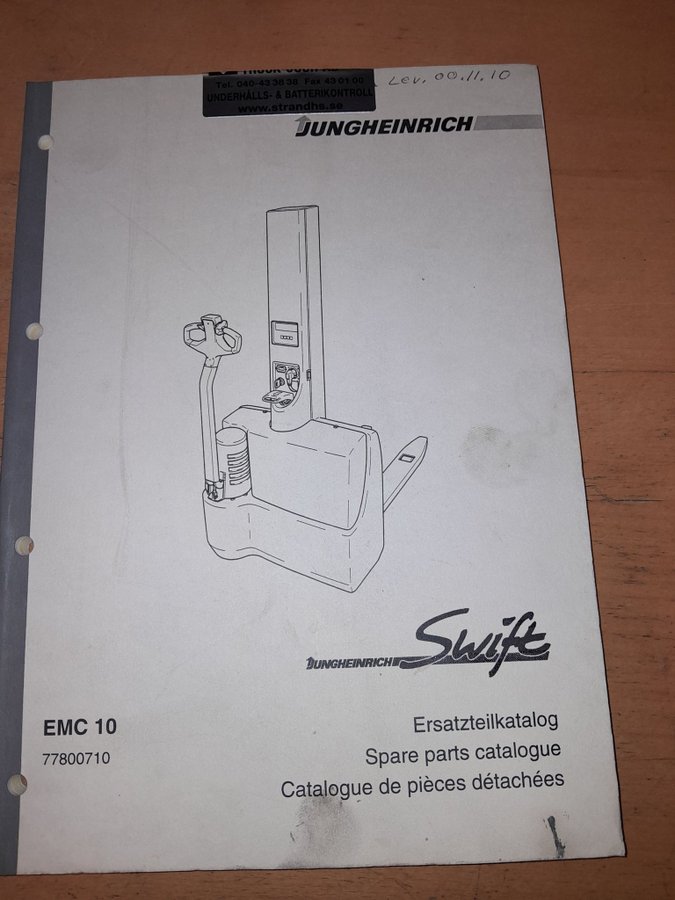 Tel. 040-43 38 38 Fax 43 01 00
UNDERHÅLLS- & BATTERIKONTROLL
www.strandhs.se
Lev. 00.11.10
JUNGHEINRICH
JUNGHEINRICH Swift
EMC 10
77800710
Ersatzteilkatalog
Spare parts catalogue
Catalogue de pièces détachées